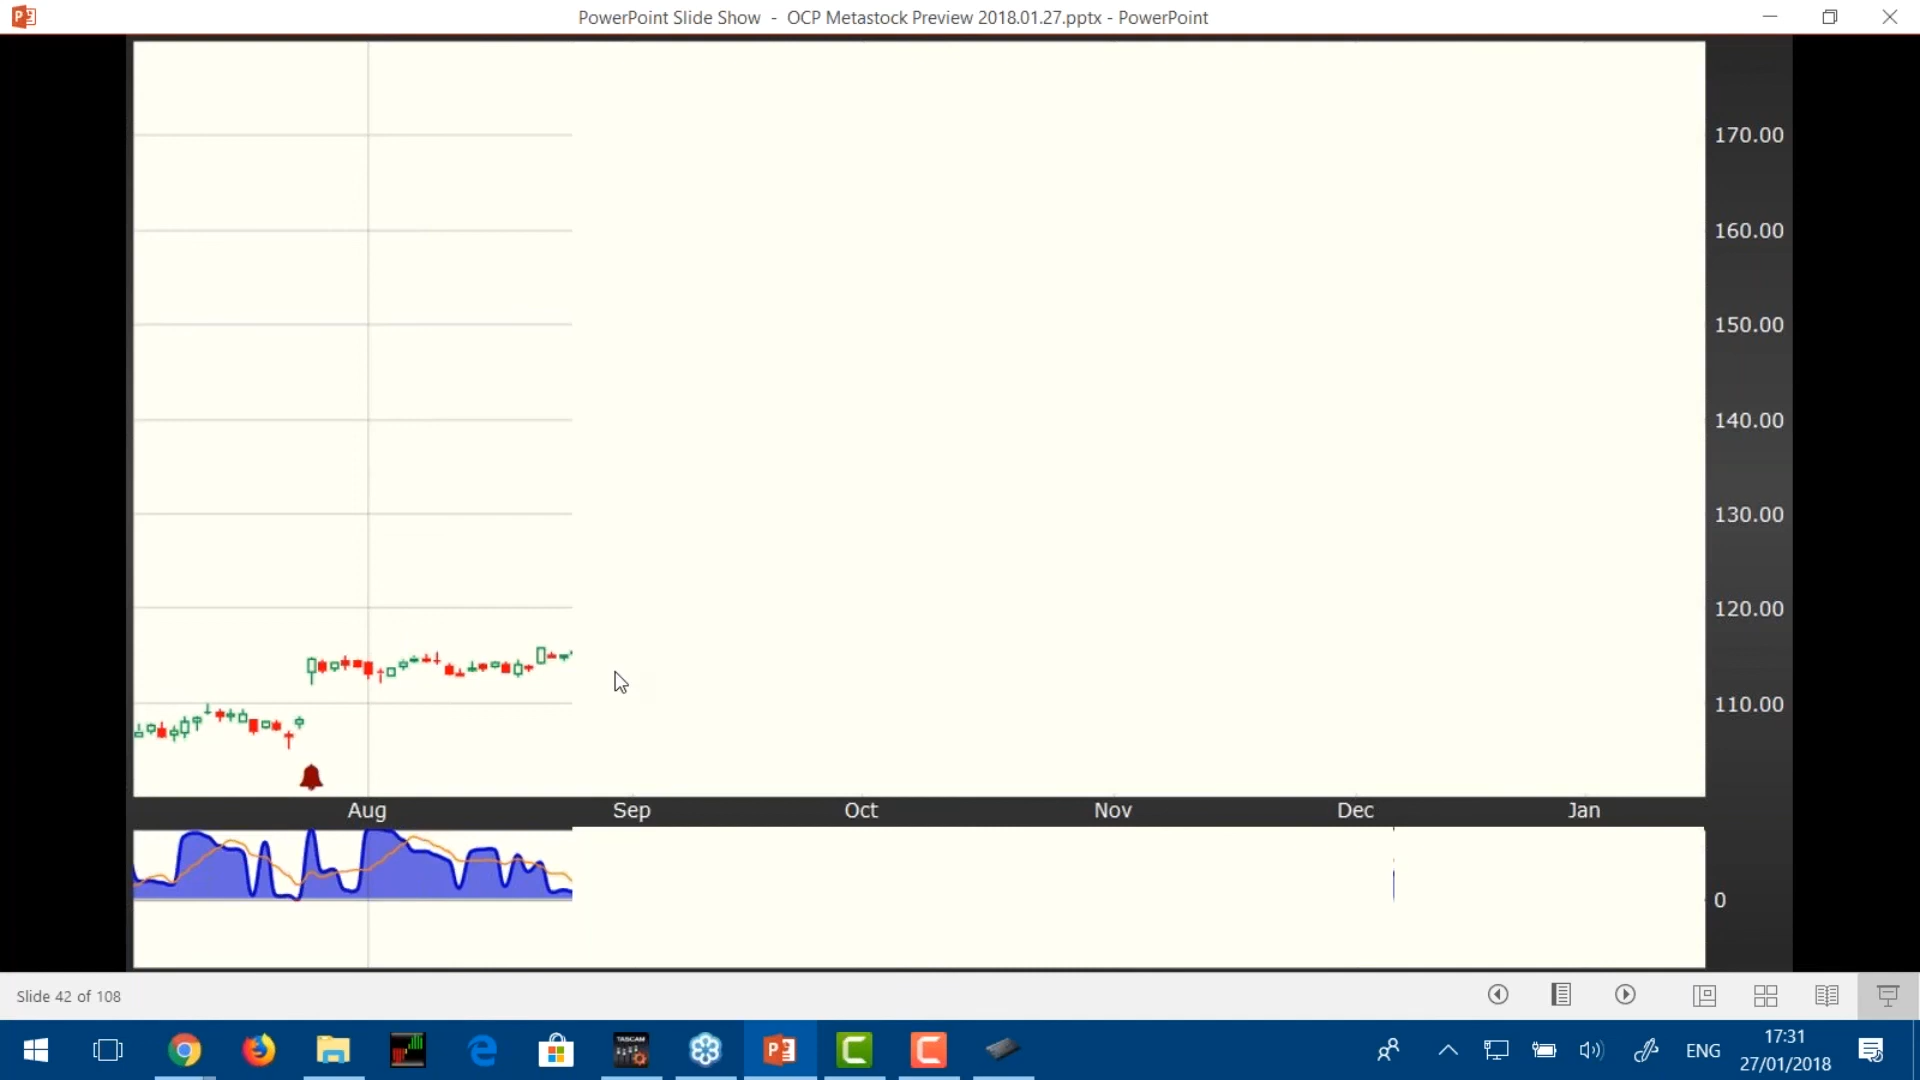 PowerPoint Slide Show - OCP Metastock Preview 2018.01.27.pptx - PowerPoint
170.00
160.00
150.00
140.00
130.00
120.00
110.00
Aug Sep Oct Nov Dec Jan
0
Slide 42 of 108
TASCAM
ENG
17:31
27/01/2018